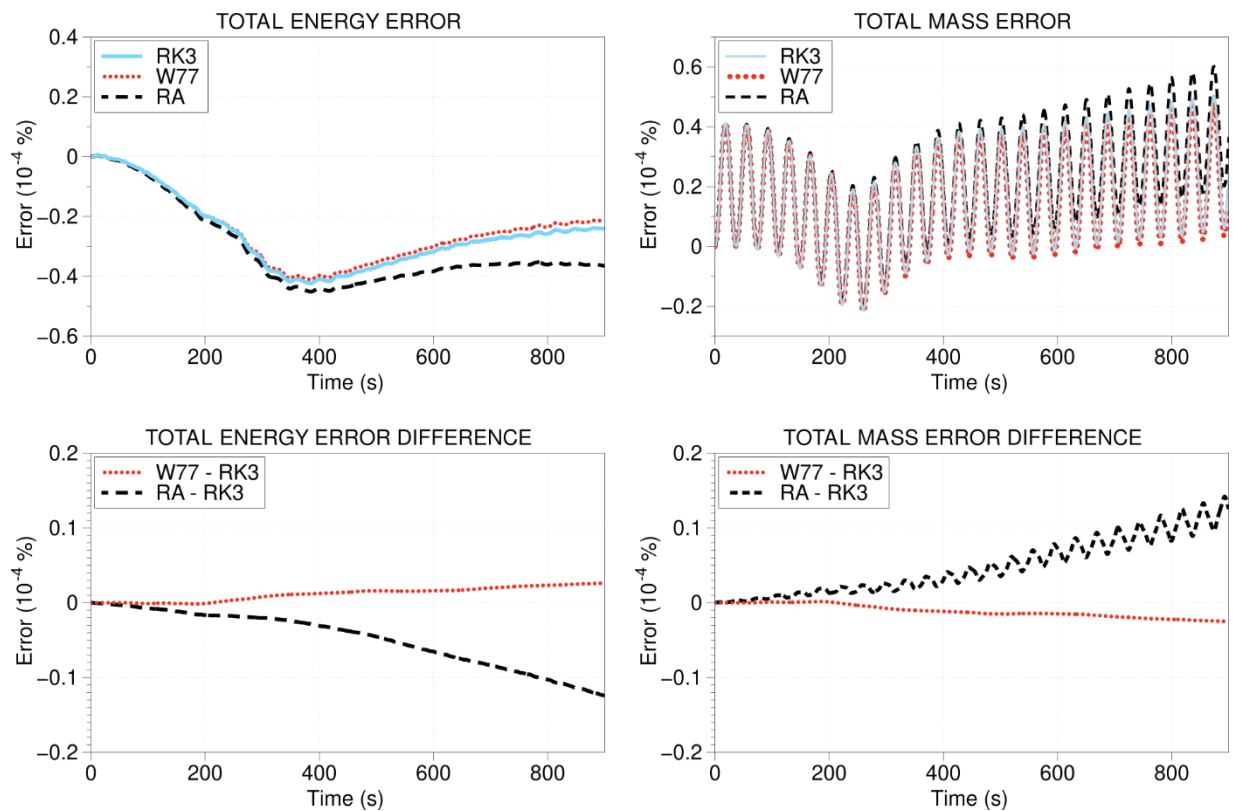 TOTAL ENERGY ERROR
0.4
0.2
0
−0.2
−0.4
−0.6
Error (10⁻⁴ %)
RK3
W77
RA
0 200 400 600 800
Time (s)
TOTAL MASS ERROR
0.6
0.4
0.2
0
−0.2
Error (10⁻⁴ %)
RK3
W77
RA
0 200 400 600 800
Time (s)
TOTAL ENERGY ERROR DIFFERENCE
0.2
0.1
0
−0.1
−0.2
Error (10⁻⁴ %)
W77 - RK3
RA - RK3
0 200 400 600 800
Time (s)
TOTAL MASS ERROR DIFFERENCE
0.2
0.1
0
−0.1
−0.2
Error (10⁻⁴ %)
W77 - RK3
RA - RK3
0 200 400 600 800
Time (s)